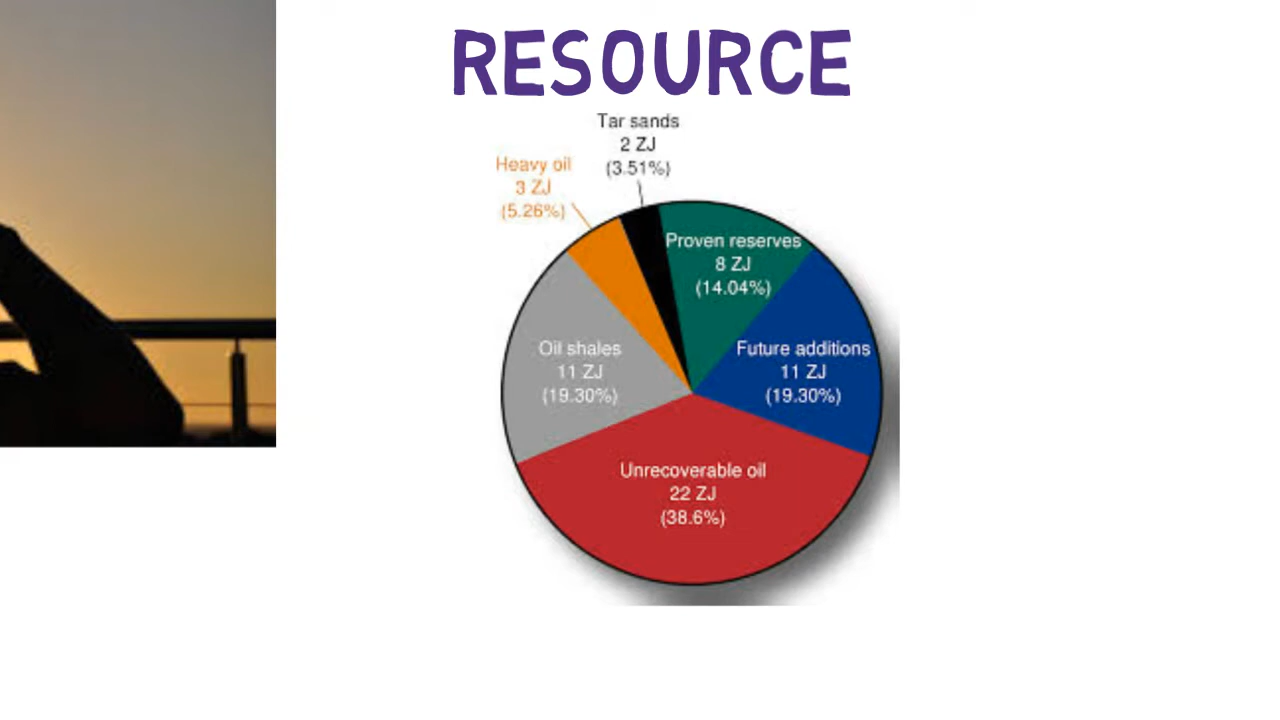 RESOURCE
Tar sands
2 ZJ
(3.51%)
Heavy oil
3 ZJ
(5.26%)
Proven reserves
8 ZJ
(14.04%)
Future additions
11 ZJ
(19.30%)
Oil shales
11 ZJ
(19.30%)
Unrecoverable oil
22 ZJ
(38.6%)